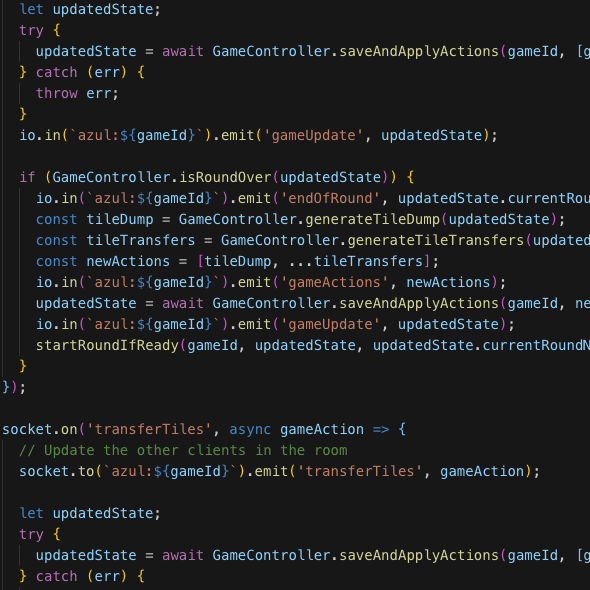 let updatedState;
try {
updatedState = await GameController.saveAndApplyActions(gameId, [g
} catch (err) {
throw err;
}
io.in(`azul:${gameId}`).emit('gameUpdate', updatedState);
if (GameController.isRoundOver(updatedState)) {
io.in(`azul:${gameId}`).emit('endOfRound', updatedState.currentRou
const tileDump = GameController.generateTileDump(updatedState);
const tileTransfers = GameController.generateTileTransfers(updated
const newActions = [tileDump, ...tileTransfers];
io.in(`azul:${gameId}`).emit('gameActions', newActions);
updatedState = await GameController.saveAndApplyActions(gameId, ne
io.in(`azul:${gameId}`).emit('gameUpdate', updatedState);
startRoundIfReady(gameId, updatedState, updatedState.currentRoundN
}
});
socket.on('transferTiles', async gameAction => {
// Update the other clients in the room
socket.to(`azul:${gameId}`).emit('transferTiles', gameAction);
let updatedState;
try {
updatedState = await GameController.saveAndApplyActions(gameId, [g
} catch (err) {